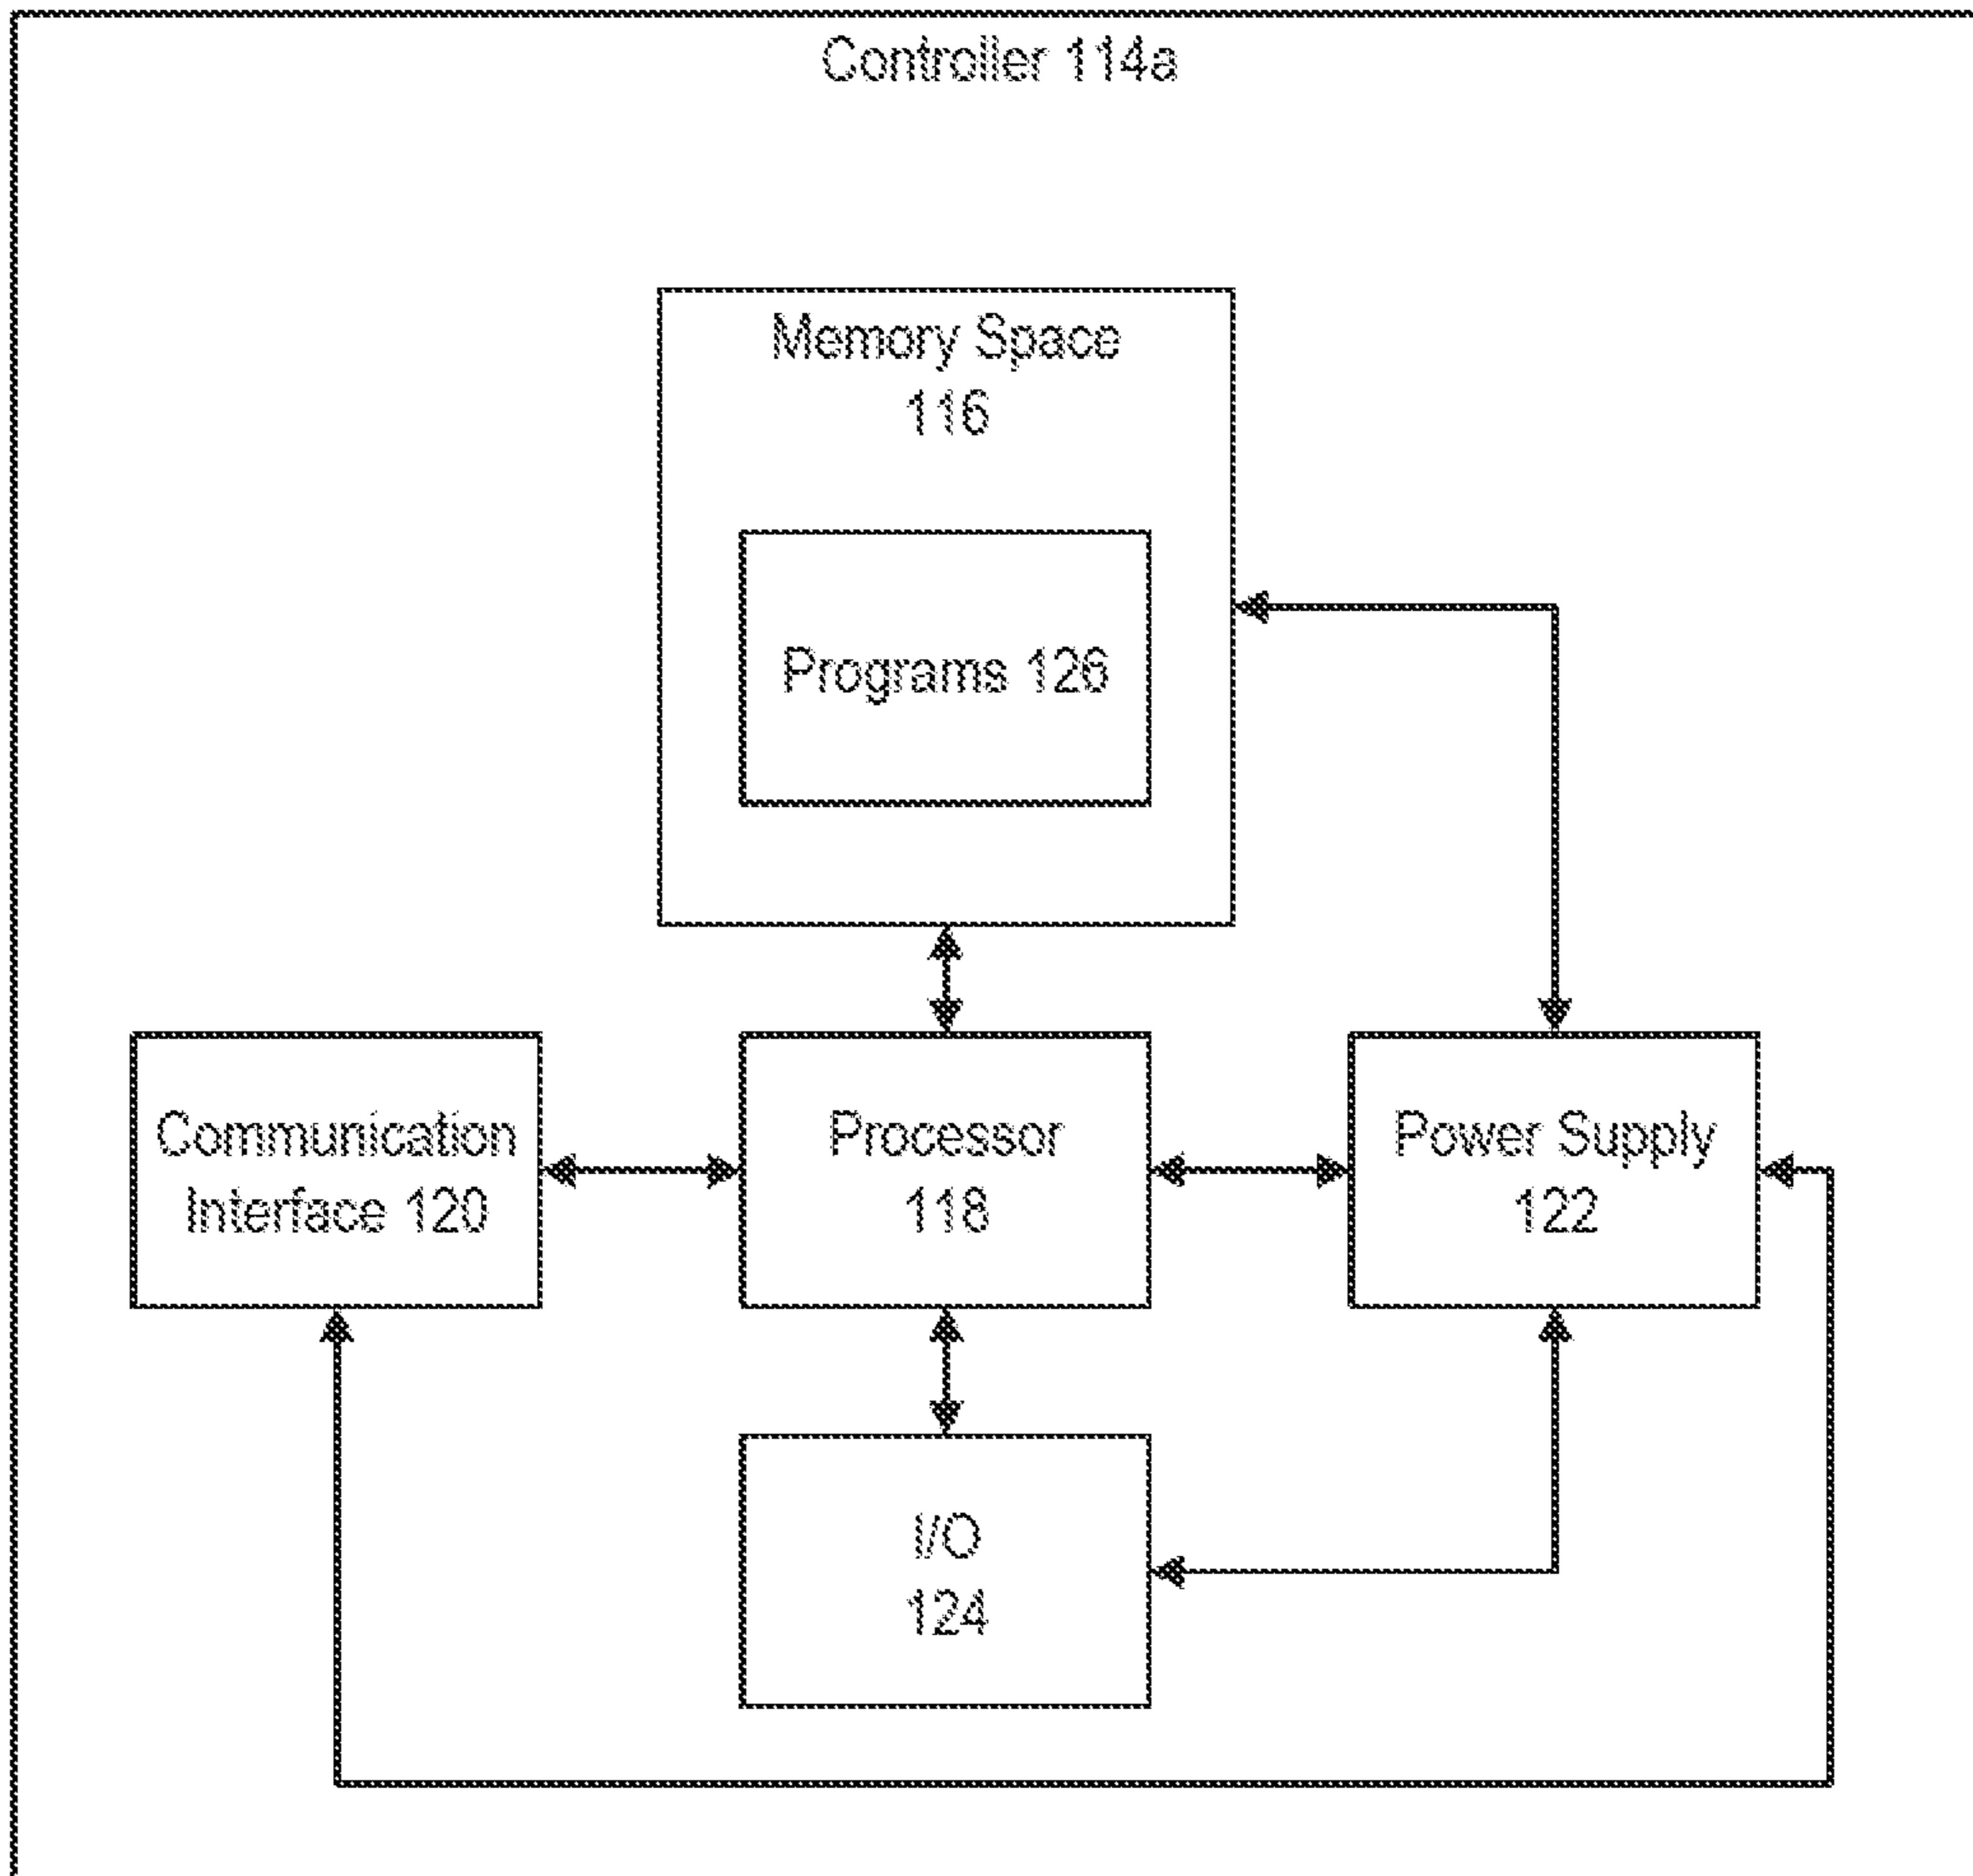 Controller 114a
Memory Space
116
Programs 126
Communication
Interface 120
Processor
118
Power Supply
122
I/O
124